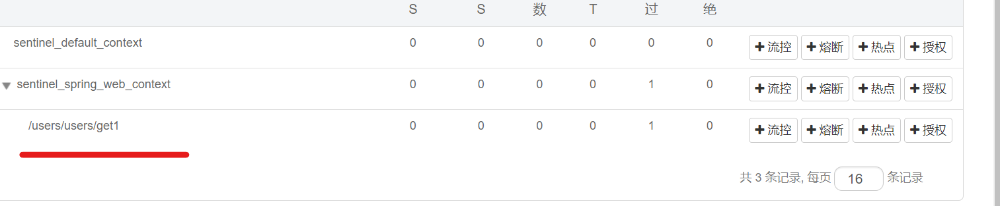 S S 数 T 过 绝
sentinel_default_context 0 0 0 0 0 0 流控 熔断 热点 授权
sentinel_spring_web_context 0 0 0 0 1 0 流控 熔断 热点 授权
/users/users/get1 0 0 0 0 1 0 流控 熔断 热点 授权
共 3 条记录, 每页 16 条记录